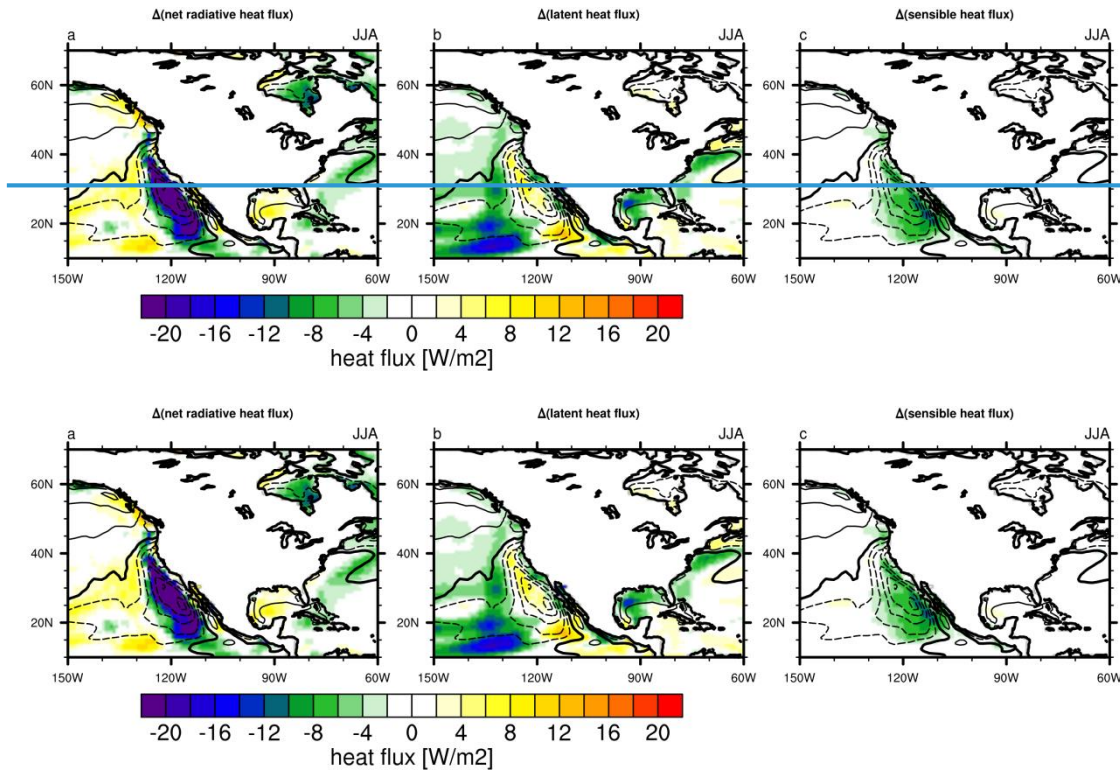 Δ(net radiative heat flux) Δ(latent heat flux) Δ(sensible heat flux)
a JJA b JJA c JJA
60N 60N 60N
40N 40N 40N
20N 20N 20N
150W 120W 90W 60W 150W 120W 90W 60W 150W 120W 90W 60W
-20 -16 -12 -8 -4 0 4 8 12 16 20
heat flux [W/m2]
Δ(net radiative heat flux) Δ(latent heat flux) Δ(sensible heat flux)
a JJA b JJA c JJA
60N 60N 60N
40N 40N 40N
20N 20N 20N
150W 120W 90W 60W 150W 120W 90W 60W 150W 120W 90W 60W
-20 -16 -12 -8 -4 0 4 8 12 16 20
heat flux [W/m2]